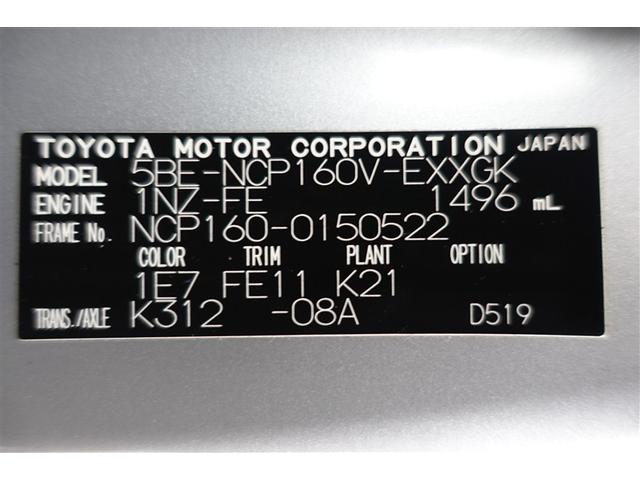 TOYOTA MOTOR CORPORATION JAPAN
MODEL 5BE-NCP160V-EXXGK
ENGINE 1NZ-FE 1496 mL
FRAME No. NCP160-0150522
COLOR TRIM PLANT OPTION
1E7 FE11 K21
TRANS./AXLE K312 -08A D519